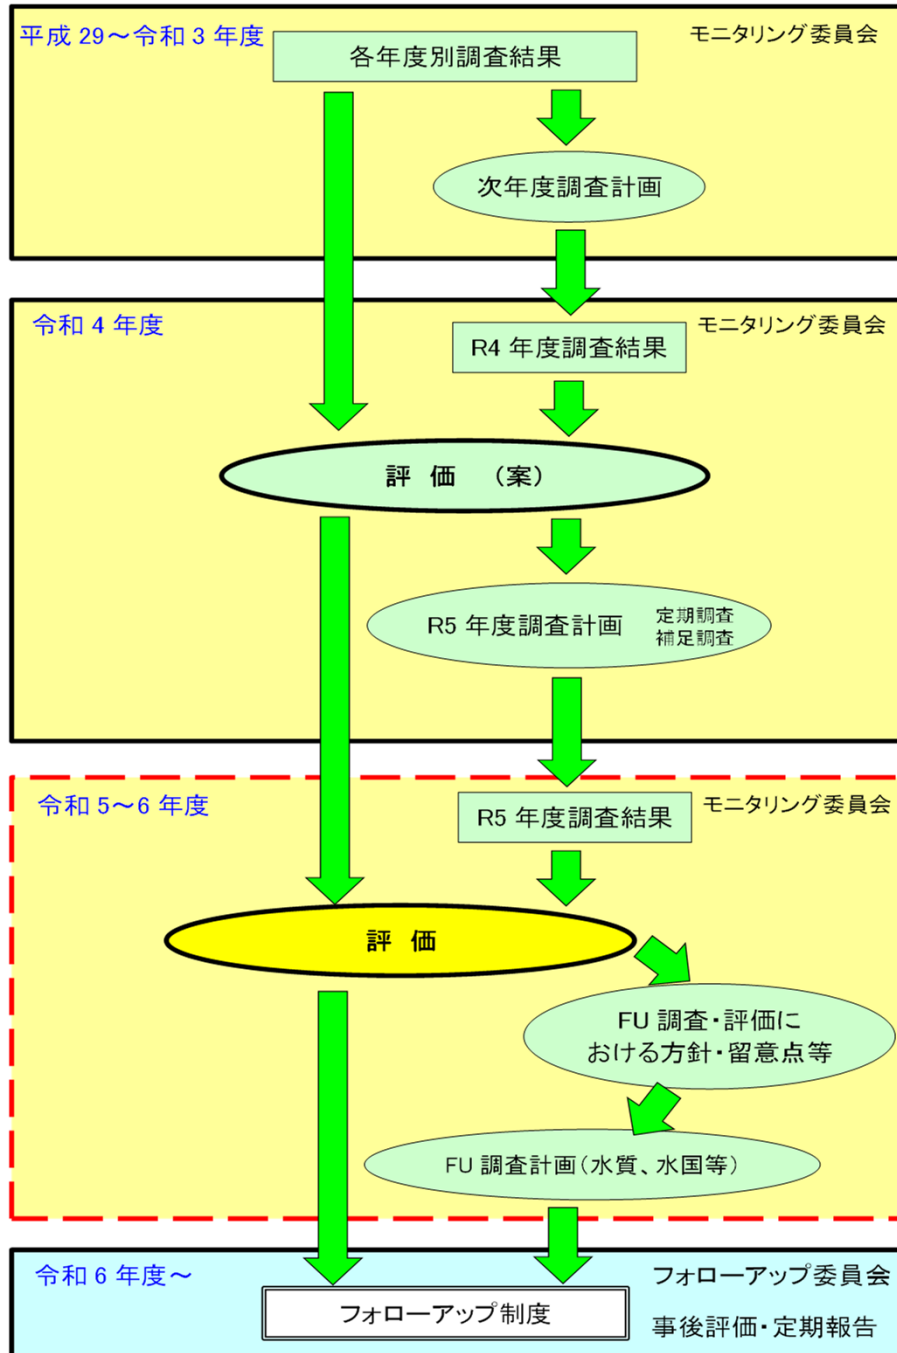 平成 29～令和 3 年度
モニタリング委員会
各年度別調査結果
次年度調査計画
令和 4 年度
モニタリング委員会
R4 年度調査結果
評 価 （案）
R5 年度調査計画
定期調査
補足調査
令和 5～6 年度
モニタリング委員会
R5 年度調査結果
評 価
FU 調査・評価に
おける方針・留意点等
FU 調査計画（水質、水国等）
令和 6 年度～
フォローアップ委員会
フォローアップ制度
事後評価・定期報告